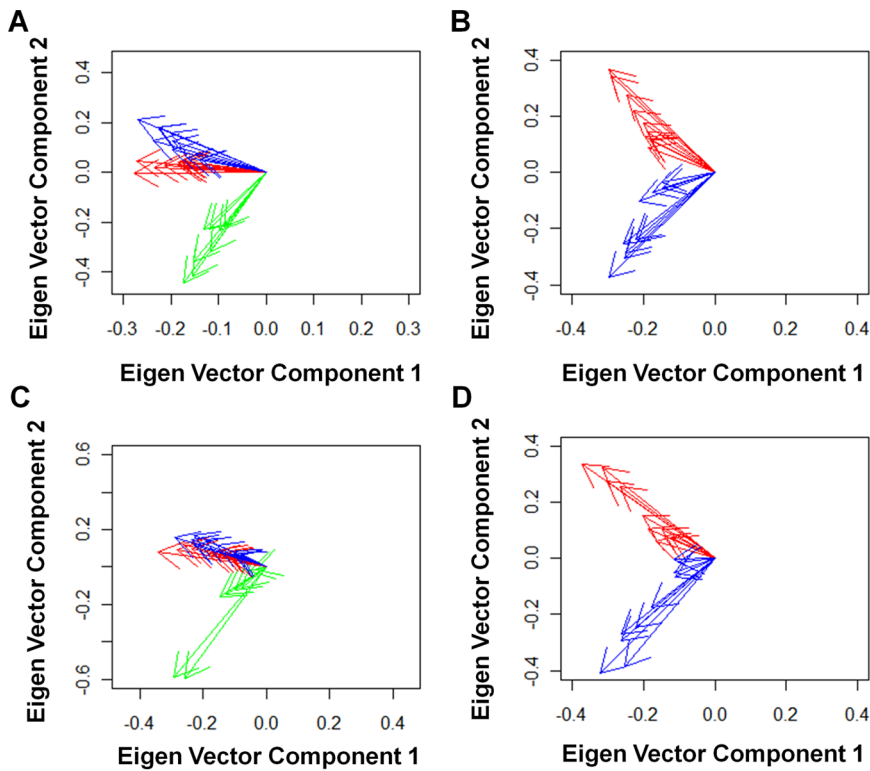 A
Eigen Vector Component 2
0.4
0.2
0.0
-0.2
-0.4
-0.3 -0.2 -0.1 0.0 0.1 0.2 0.3
Eigen Vector Component 1
B
Eigen Vector Component 2
0.4
0.2
0.0
-0.2
-0.4
-0.4 -0.2 0.0 0.2 0.4
Eigen Vector Component 1
C
Eigen Vector Component 2
0.6
0.2
-0.2
-0.6
-0.4 -0.2 0.0 0.2 0.4
Eigen Vector Component 1
D
Eigen Vector Component 2
0.4
0.2
0.0
-0.2
-0.4
-0.4 -0.2 0.0 0.2 0.4
Eigen Vector Component 1